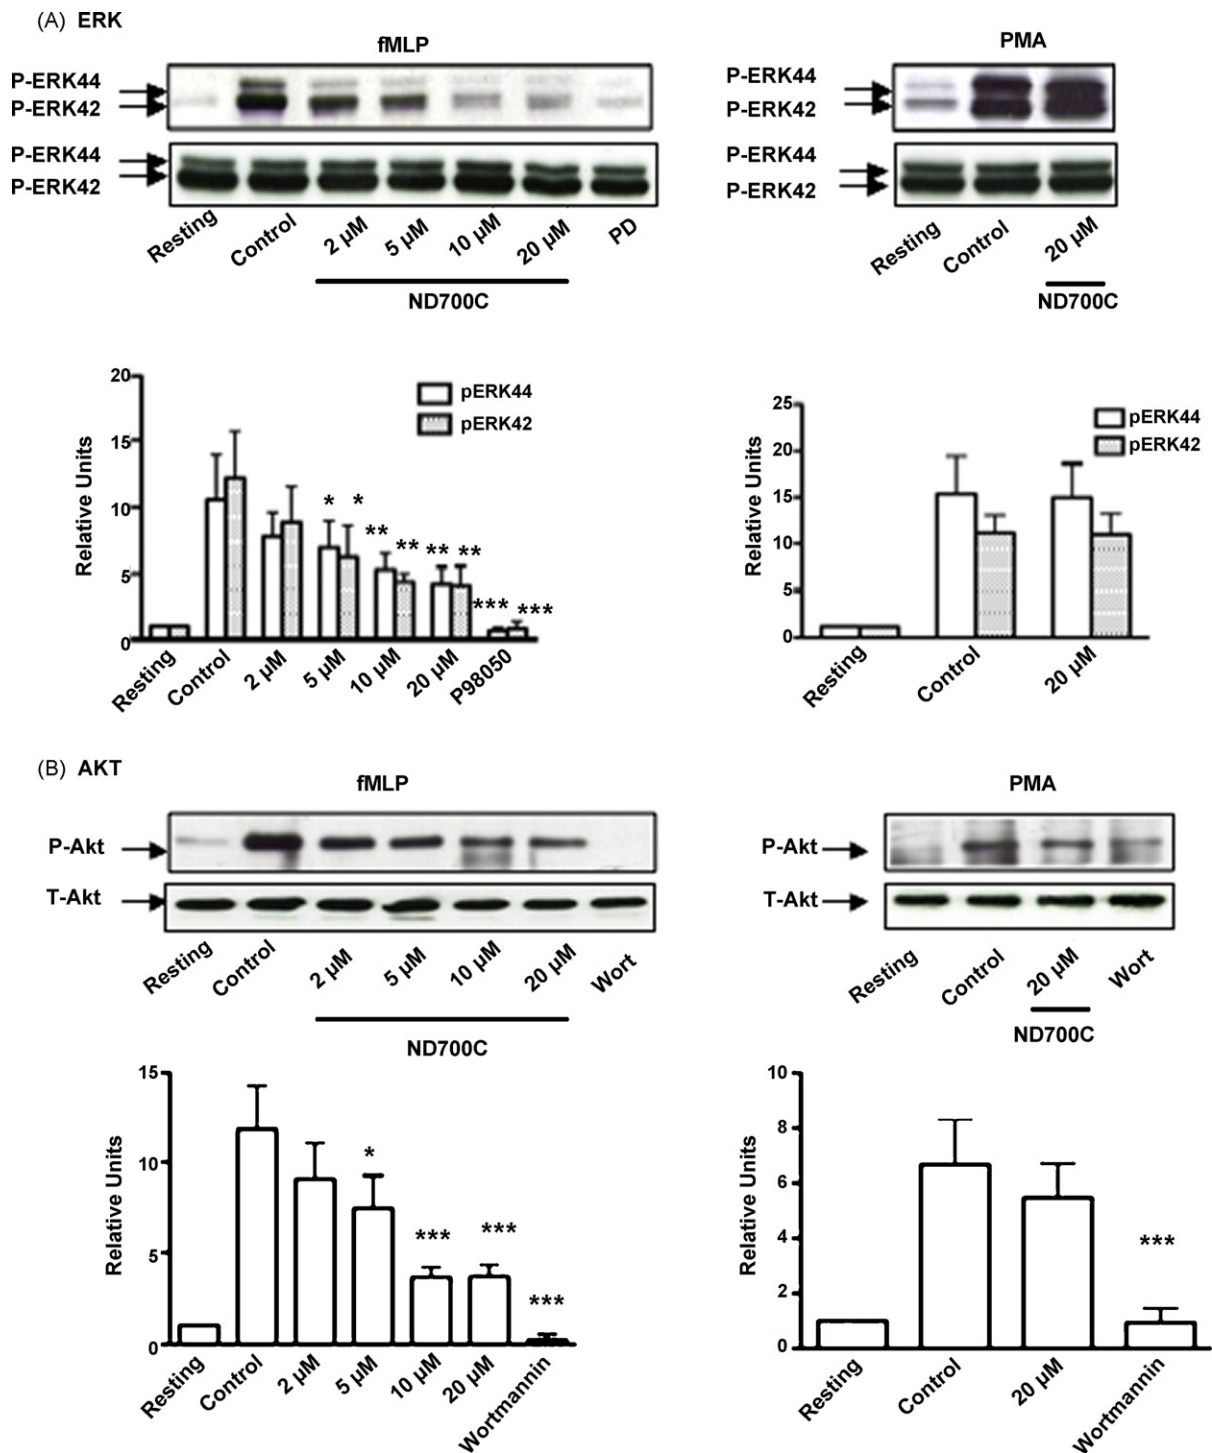 (A) ERK
fMLP
P-ERK44
P-ERK42
P-ERK44
P-ERK42
Resting Control 2 µM 5 µM 10 µM 20 µM PD
ND700C
PMA
P-ERK44
P-ERK42
P-ERK44
P-ERK42
Resting Control 20 µM
ND700C
20
15
10
5
0
Relative Units
pERK44
pERK42
* *
** ** ** **
*** ***
Resting Control 2 µM 5 µM 10 µM 20 µM P98050
25
20
15
10
5
0
Relative Units
pERK44
pERK42
Resting Control 20 µM
(B) AKT
fMLP
P-Akt
T-Akt
Resting Control 2 µM 5 µM 10 µM 20 µM Wort
ND700C
PMA
P-Akt
T-Akt
Resting Control 20 µM Wort
ND700C
15
10
5
0
Relative Units
*
*** ***
***
Resting Control 2 µM 5 µM 10 µM 20 µM Wortmannin
10
8
6
4
2
0
Relative Units
***
Resting Control 20 µM Wortmannin